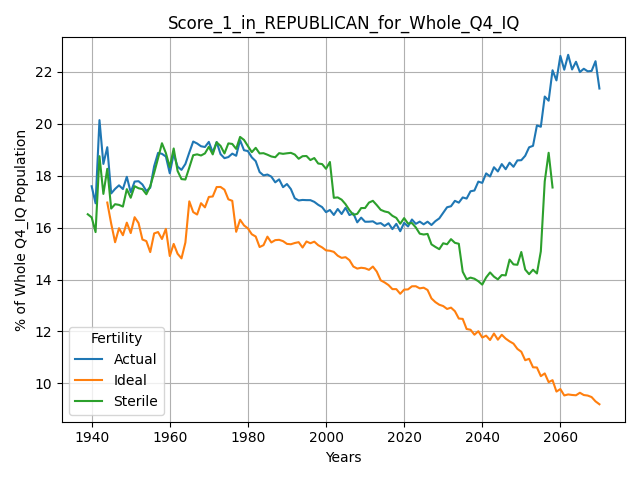 Score_1_in_REPUBLICAN_for_Whole_Q4_IQ
% of Whole Q4_IQ Population
22
20
18
16
14
12
10
Fertility
Actual
Ideal
Sterile
1940
1960
1980
2000
2020
2040
2060
Years